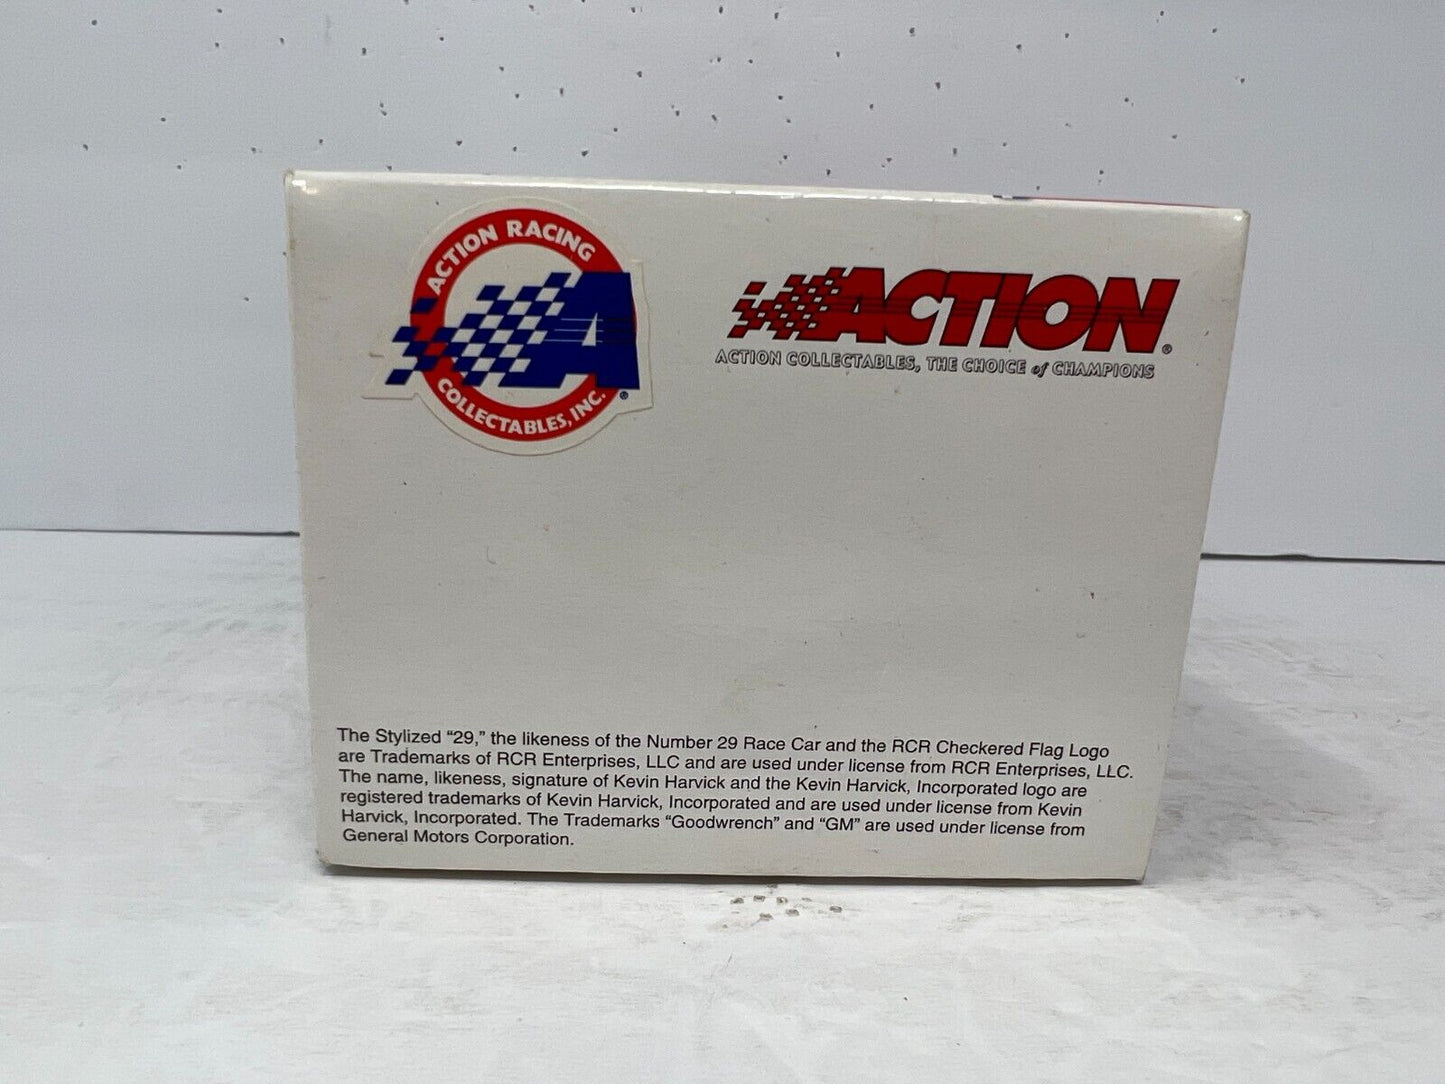 ACTION RACING
A
COLLECTABLES, INC. ®
ACTION ®
ACTION COLLECTABLES, THE CHOICE of CHAMPIONS
The Stylized “29,” the likeness of the Number 29 Race Car and the RCR Checkered Flag Logo
are Trademarks of RCR Enterprises, LLC and are used under license from RCR Enterprises, LLC.
The name, likeness, signature of Kevin Harvick and the Kevin Harvick, Incorporated logo are
registered trademarks of Kevin Harvick, Incorporated and are used under license from Kevin
Harvick, Incorporated. The Trademarks “Goodwrench” and “GM” are used under license from
General Motors Corporation.